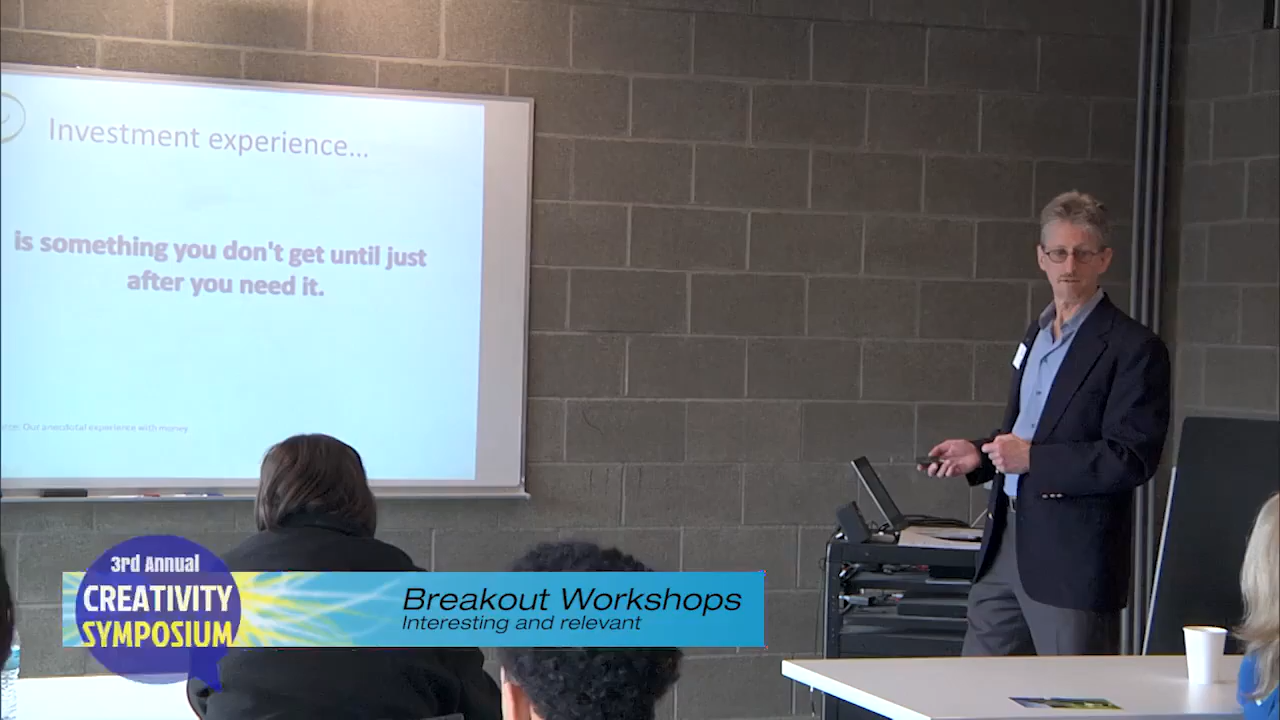 Investment experience...
is something you don't get until just
after you need it.
Our anecdotal experience with money
3rd Annual
CREATIVITY
SYMPOSIUM
Breakout Workshops
Interesting and relevant